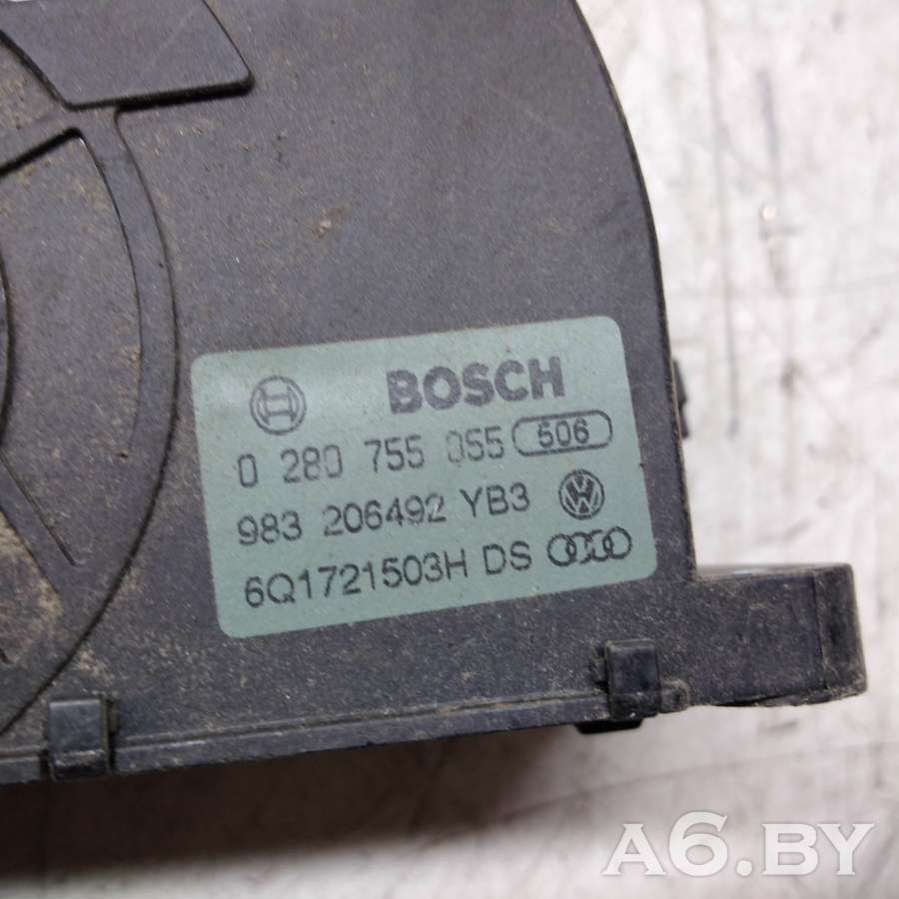 BOSCH
0 280 755 055 506
983 206492 YB3
6Q1721503H DS
A6.BY